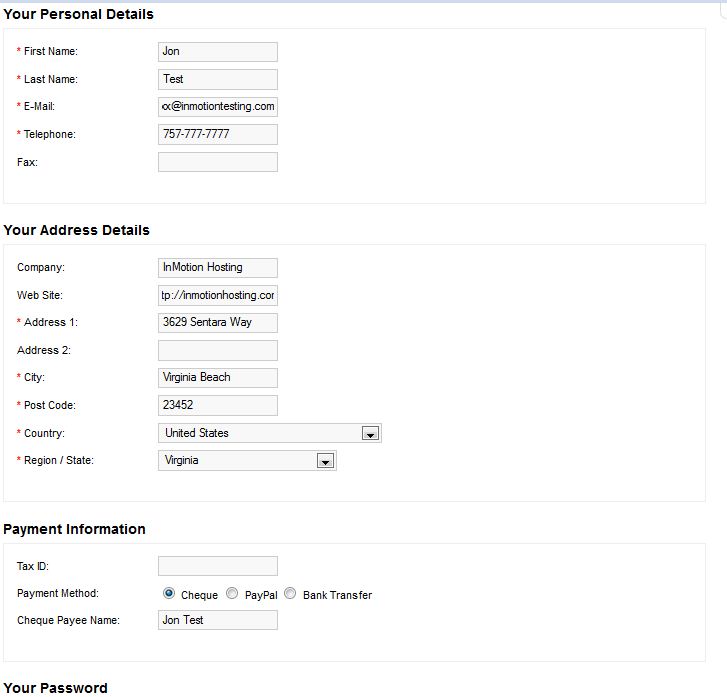 Your Personal Details
* First Name: Jon
* Last Name: Test
* E-Mail: x@inmotiontesting.com
* Telephone: 757-777-7777
Fax:
Your Address Details
Company: InMotion Hosting
Web Site: tp://inmotionhosting.cor
* Address 1: 3629 Sentara Way
Address 2:
* City: Virginia Beach
* Post Code: 23452
* Country: United States
* Region / State: Virginia
Payment Information
Tax ID:
Payment Method: Cheque PayPal Bank Transfer
Cheque Payee Name: Jon Test
Your Password